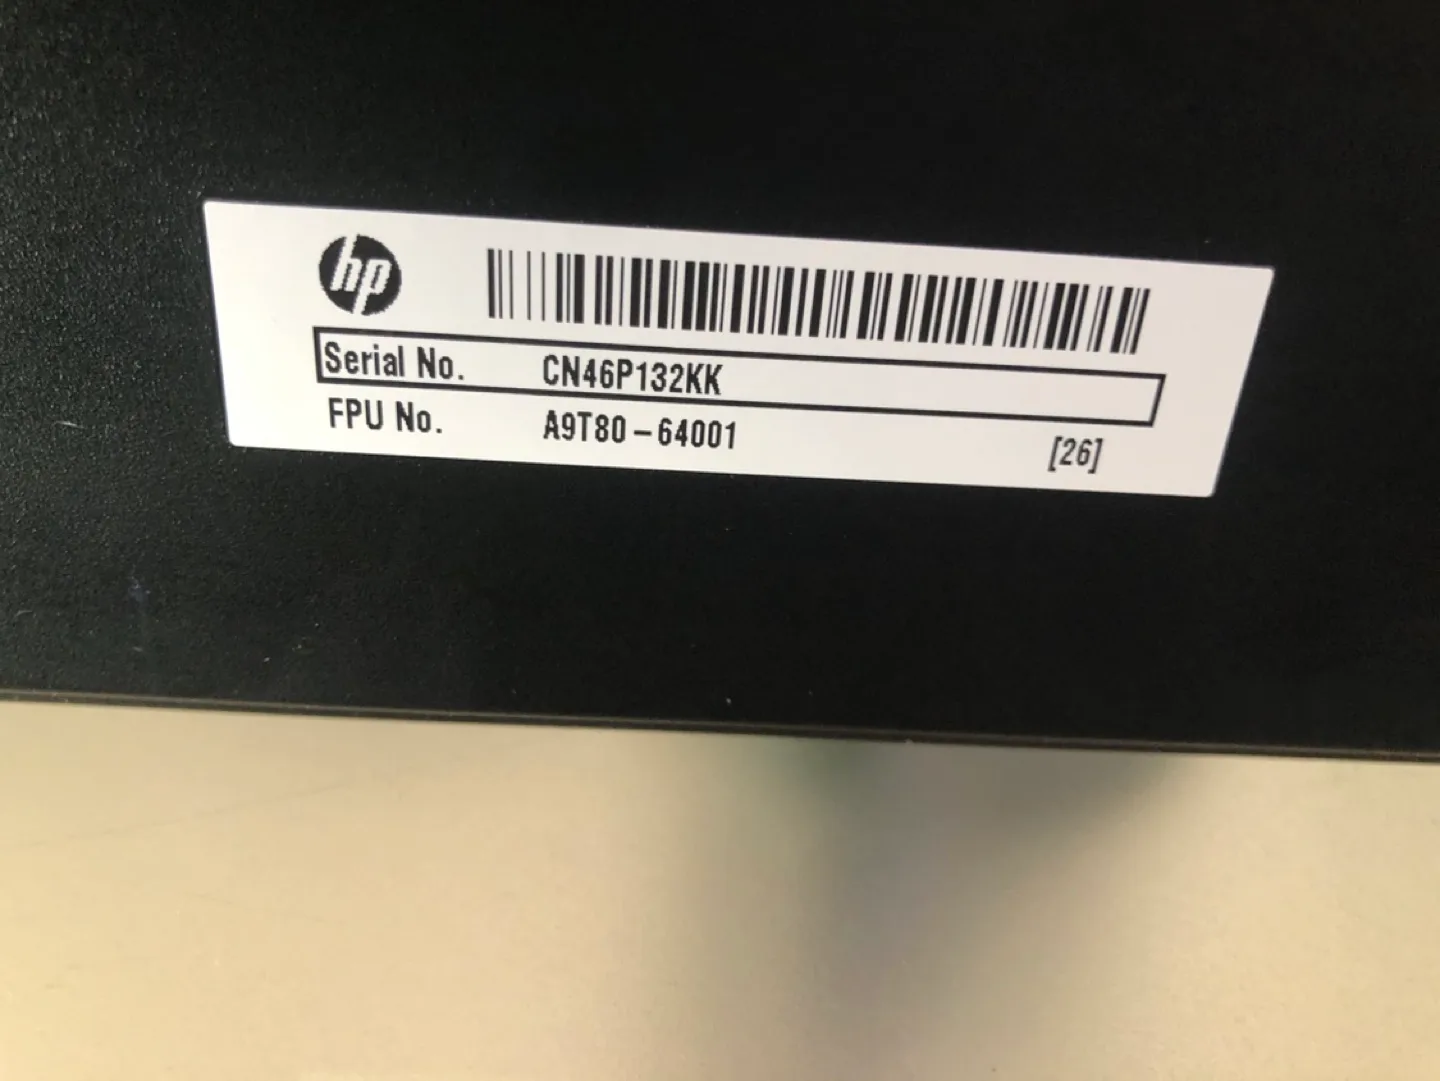 hp
Serial No. CN46P132KK
FPU No. A9T80-64001 [26]